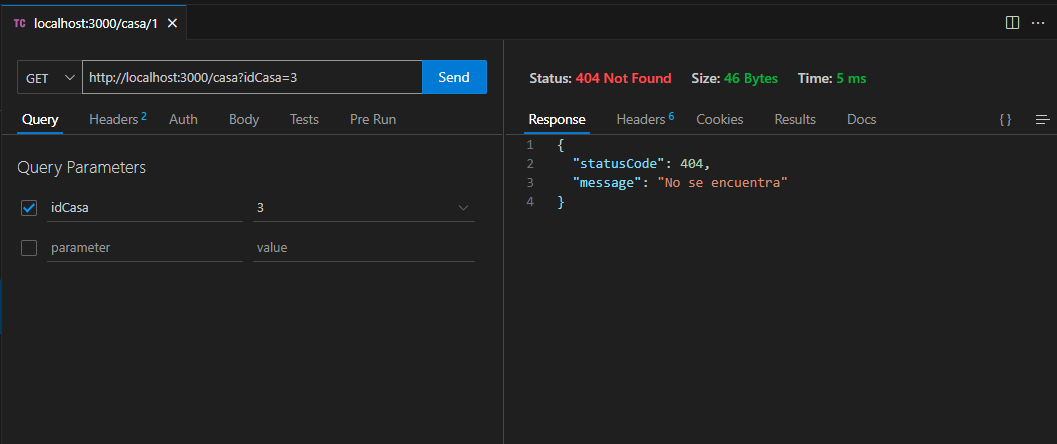 TC localhost:3000/casa/1
GET http://localhost:3000/casa?idCasa=3 Send
Query Headers 2 Auth Body Tests Pre Run
Query Parameters
idCasa 3
parameter value
Status: 404 Not Found Size: 46 Bytes Time: 5 ms
Response Headers 6 Cookies Results Docs { }
1 {
2 "statusCode": 404,
3 "message": "No se encuentra"
4 }